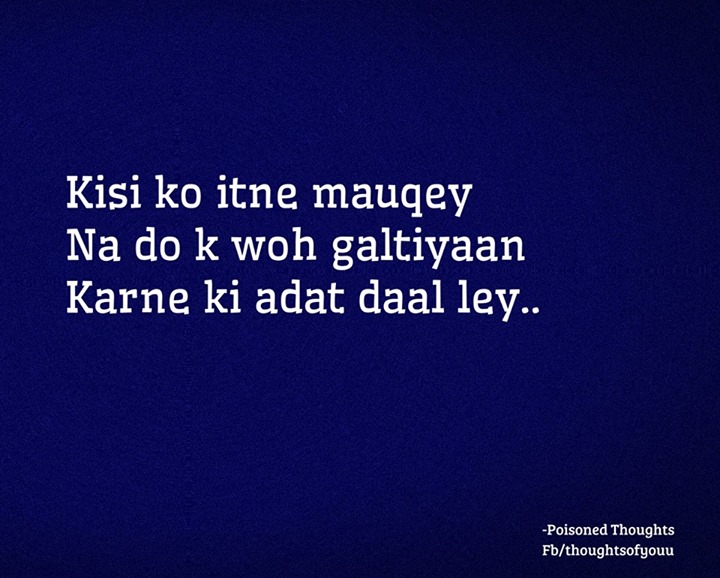 Kisi ko itne mauqey
Na do k woh galtiyaan
Karne ki adat daal ley..
-Poisoned Thoughts
Fb/thoughtsofyouu